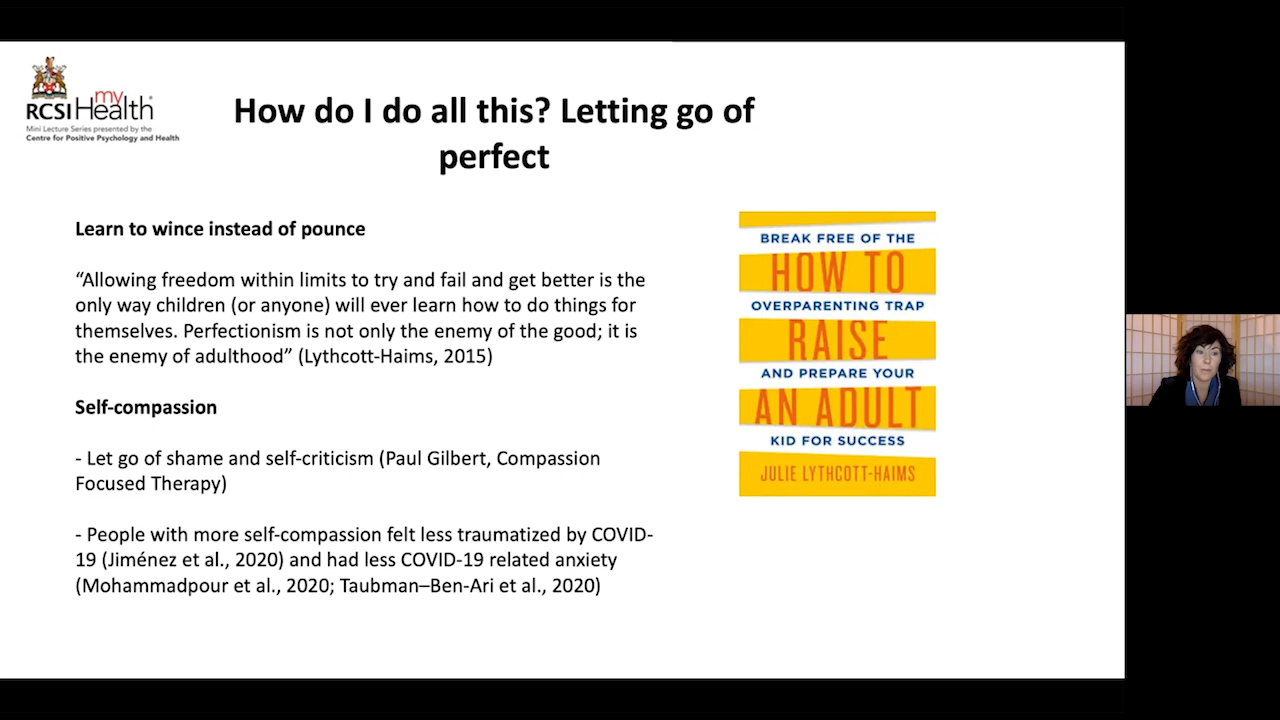 my
RCSI Health
Mini Lecture Series presented by the
Centre for Positive Psychology and Health
How do I do all this? Letting go of
perfect
Learn to wince instead of pounce
“Allowing freedom within limits to try and fail and get better is the
only way children (or anyone) will ever learn how to do things for
themselves. Perfectionism is not only the enemy of the good; it is
the enemy of adulthood” (Lythcott-Haims, 2015)
Self-compassion
- Let go of shame and self-criticism (Paul Gilbert, Compassion
Focused Therapy)
- People with more self-compassion felt less traumatized by COVID-
19 (Jiménez et al., 2020) and had less COVID-19 related anxiety
(Mohammadpour et al., 2020; Taubman–Ben-Ari et al., 2020)
BREAK FREE OF THE
HOW TO
OVERPARENTING TRAP
RAISE
AND PREPARE YOUR
AN ADULT
KID FOR SUCCESS
JULIE LYTHCOTT-HAIMS